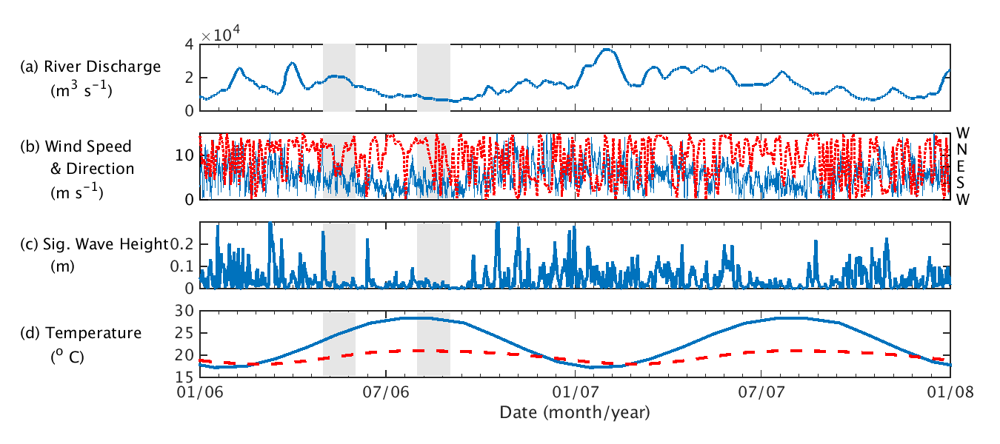 ×10⁴
4
(a) River Discharge
2
(m³ s⁻¹)
0
W
(b) Wind Speed
10
N
& Direction
E
S
(m s⁻¹)
0
W
(c) Sig. Wave Height
0.2
(m)
0.1
0
30
25
(d) Temperature
20
(° C)
15
01/06 07/06 01/07 07/07 01/08
Date (month/year)